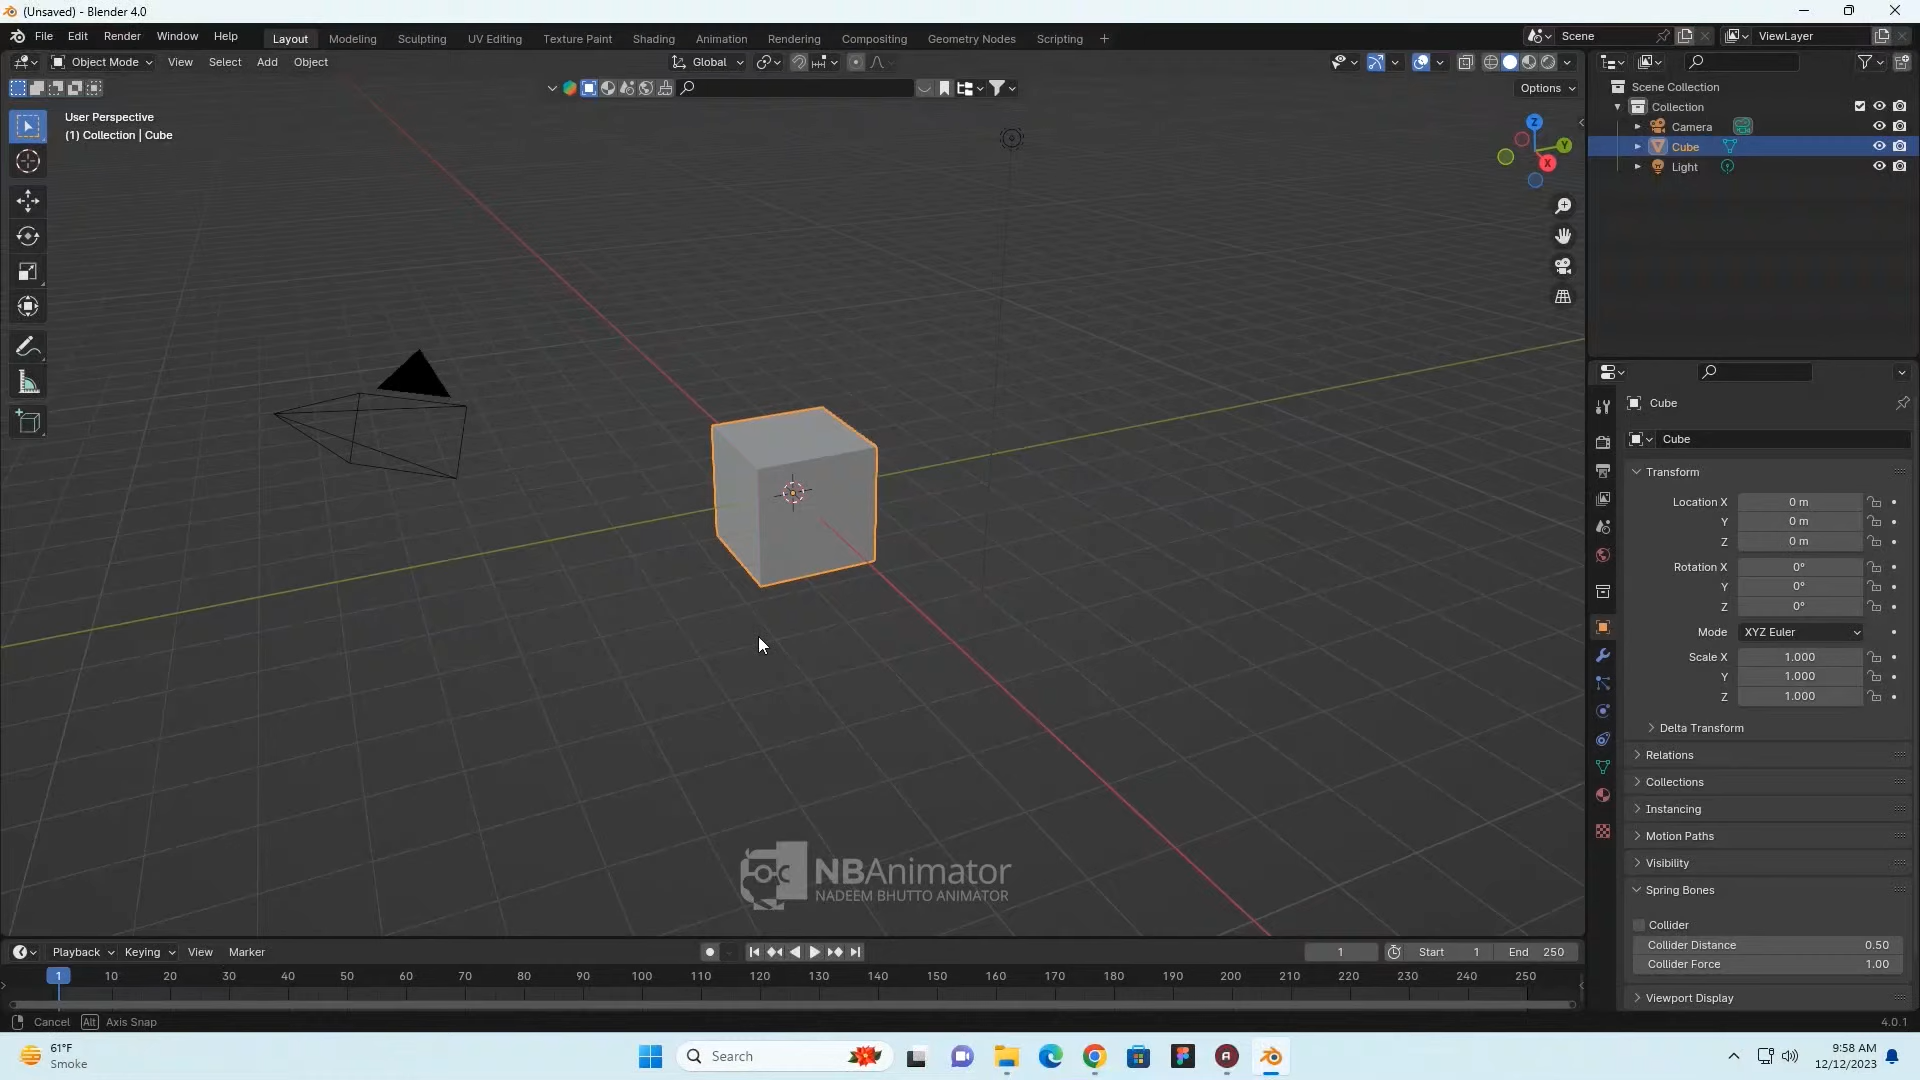 (Unsaved) - Blender 4.0
File Edit Render Window Help
Layout Modeling Sculpting UV Editing Texture Paint Shading Animation Rendering Compositing Geometry Nodes Scripting +
Scene
ViewLayer
Object Mode View Select Add Object
Global
Options
User Perspective
(1) Collection | Cube
Z
Y
X
Scene Collection
Collection
Camera
Cube
Light
Cube
Cube
Transform
Location X 0 m
Y 0 m
Z 0 m
Rotation X 0°
Y 0°
Z 0°
Mode XYZ Euler
Scale X 1.000
Y 1.000
Z 1.000
Delta Transform
Relations
Collections
Instancing
Motion Paths
Visibility
Spring Bones
Collider
Collider Distance 0.50
Collider Force 1.00
Viewport Display
NBAnimator
NADEEM BHUTTO ANIMATOR
Playback Keying View Marker
1 Start 1 End 250
1 10 20 30 40 50 60 70 80 90 100 110 120 130 140 150 160 170 180 190 200 210 220 230 240 250
Cancel Alt Axis Snap
4.0.1
61°F
Smoke
Search
9:58 AM
12/12/2023